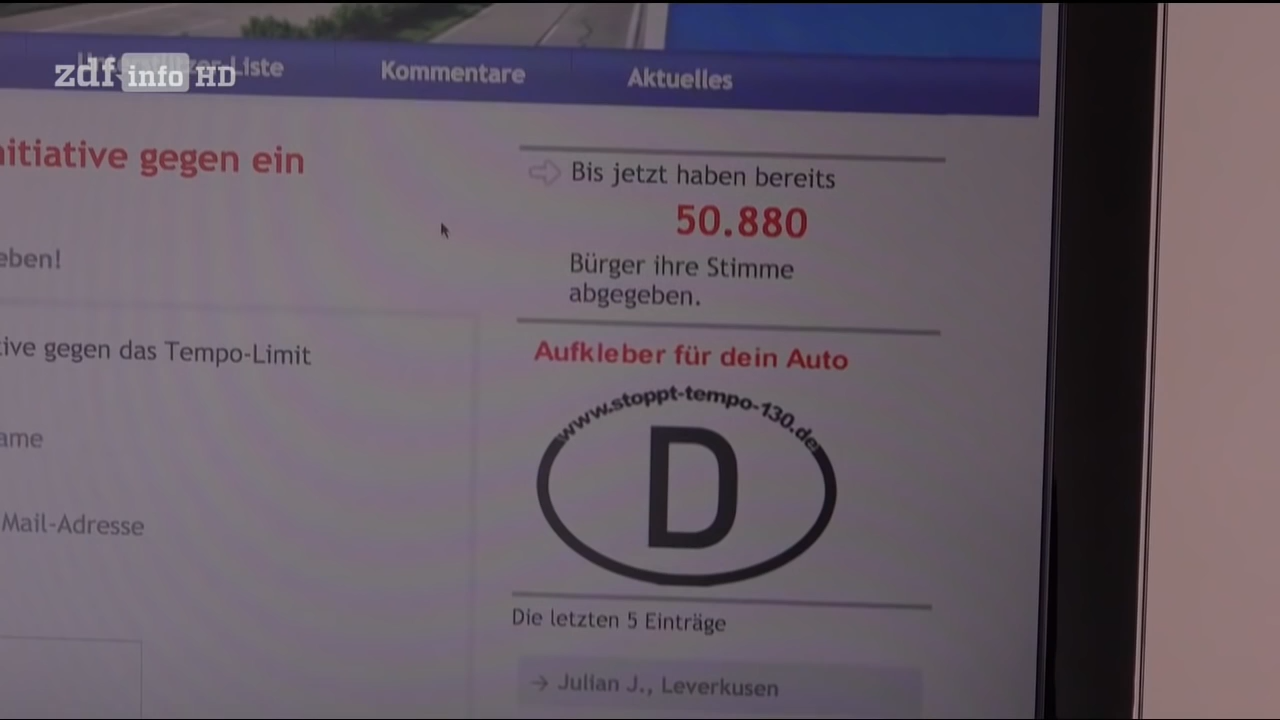 zdf info HD
Liste
Kommentare
Aktuelles
nitiative gegen ein
eben!
tive gegen das Tempo-Limit
ame
Mail-Adresse
Bis jetzt haben bereits
50.880
Bürger ihre Stimme
abgegeben.
Aufkleber für dein Auto
www.stoppt-tempo-130.de
D
Die letzten 5 Einträge
→ Julian J., Leverkusen